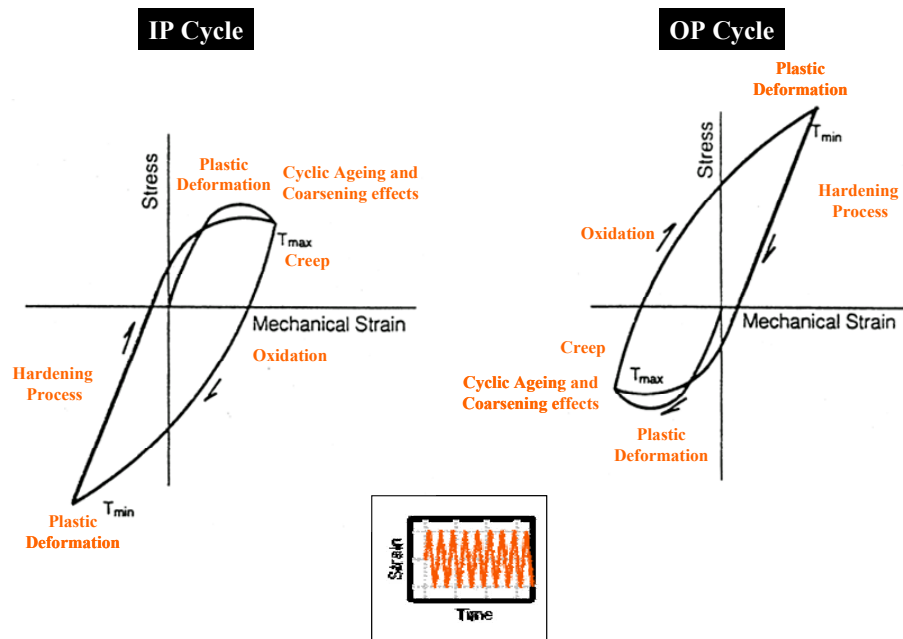 IP Cycle
Stress
Plastic
Deformation
Cyclic Ageing and
Coarsening effects
Tmax
Creep
Mechanical Strain
Oxidation
Hardening
Process
Tmin
Plastic
Deformation
OP Cycle
Plastic
Deformation
Tmin
Stress
Hardening
Process
Oxidation
Mechanical Strain
Creep
Tmax
Cyclic Ageing and
Coarsening effects
Plastic
Deformation
Strain
Time